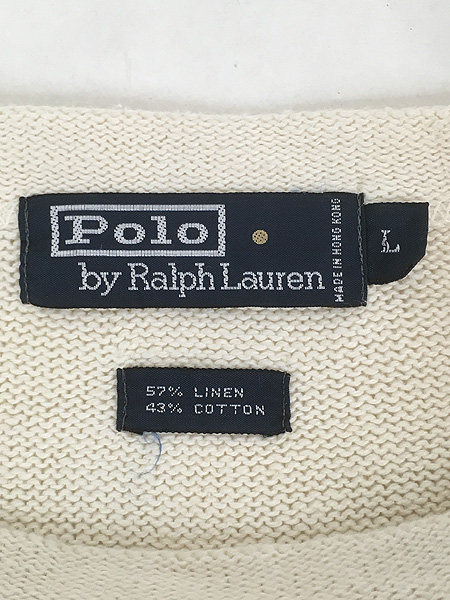 Polo
by Ralph Lauren
MADE IN HONG KONG
L
57% LINEN
43% COTTON